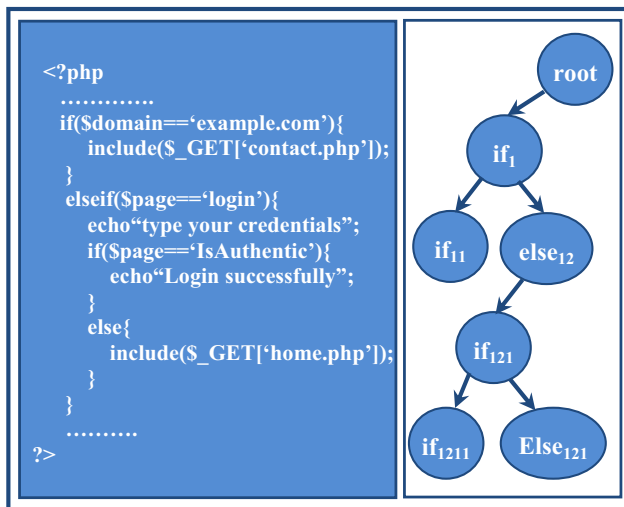 <?php
.............
if($domain==‘example.com’){
include($_GET[‘contact.php’]);
}
elseif($page==‘login’){
echo“type your credentials”;
if($page==‘IsAuthentic’){
echo“Login successfully”;
}
else{
include($_GET[‘home.php’]);
}
}
..........
?>
root
if1
if11
else12
if121
if1211
Else121